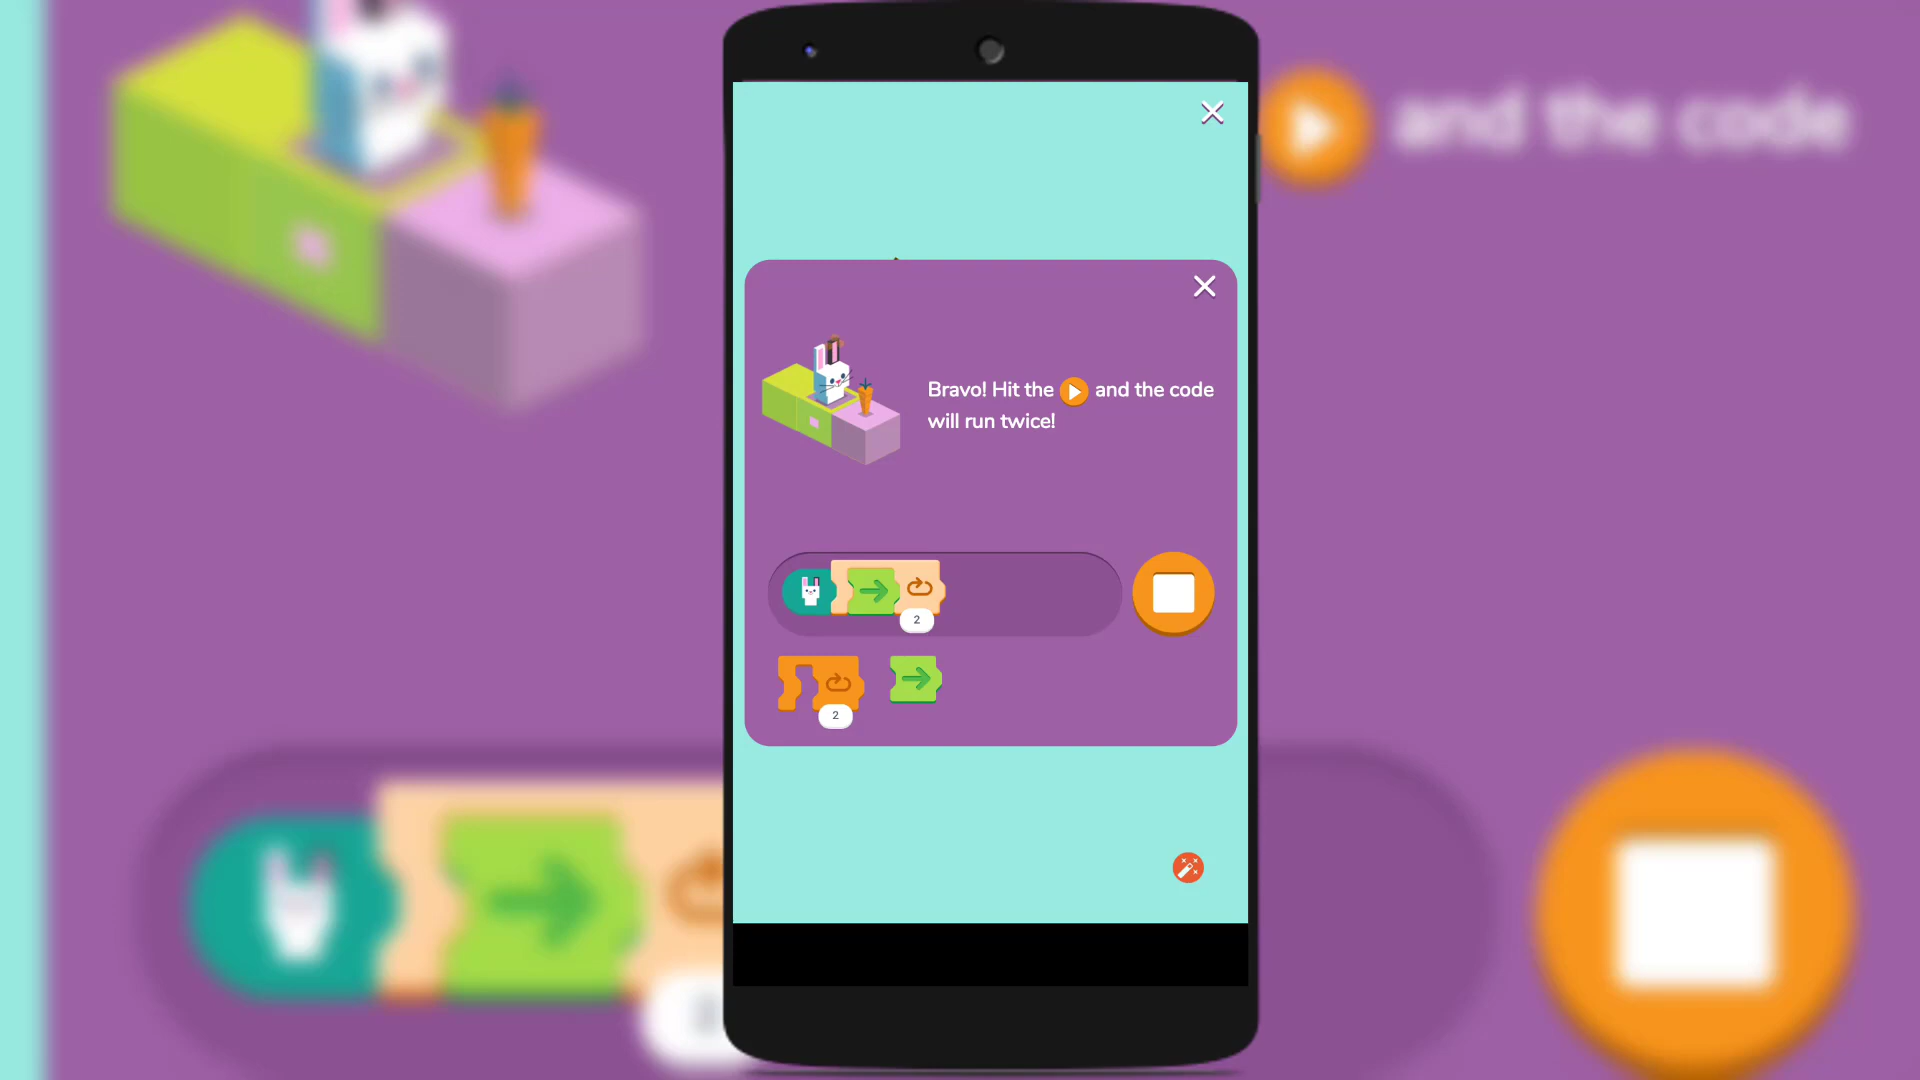 and the code
Bravo! Hit the and the code
will run twice!
2
2